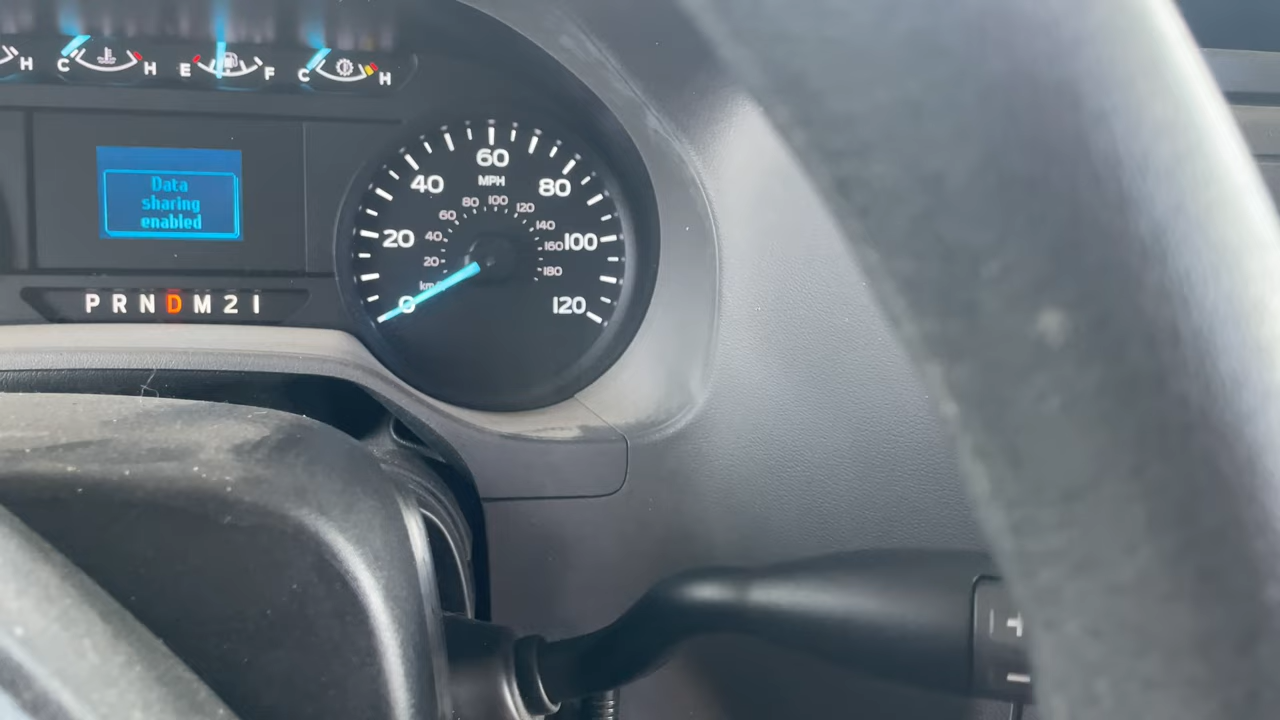 H C H E F C H
Data
sharing
enabled
P R N D M 2 1
0 20 40 60 80 100 120
MPH
20 40 60 80 100 120 140 160 180
km/
+
-